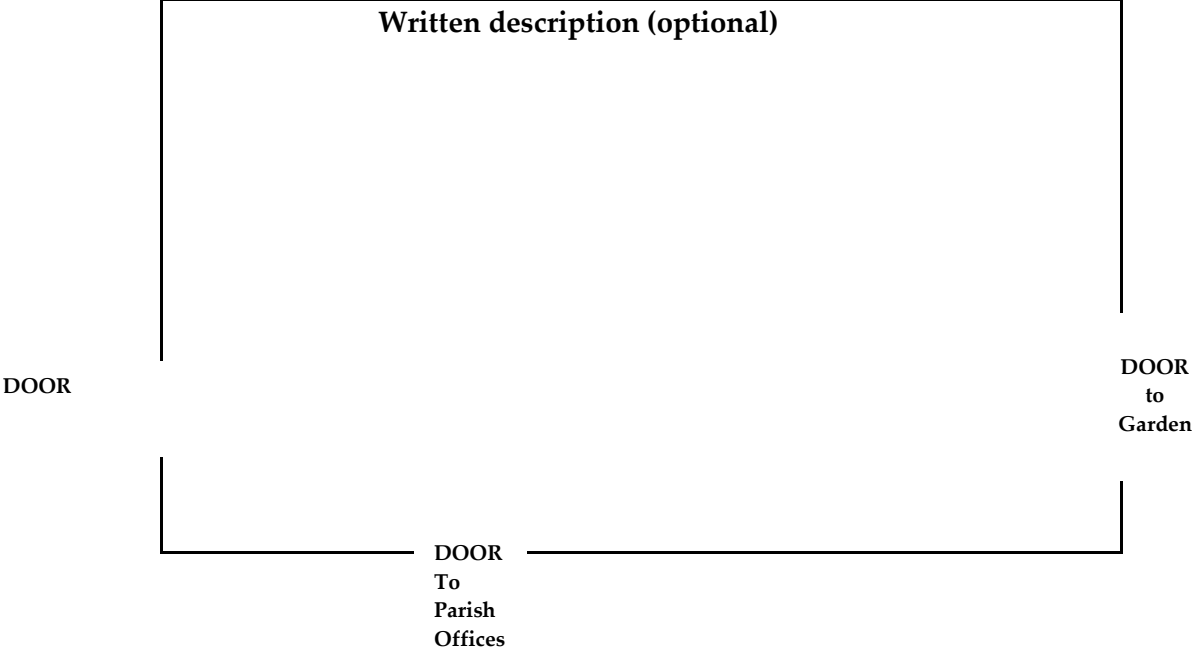 Written description (optional)
DOOR
DOOR
to
Garden
DOOR
To
Parish
Offices